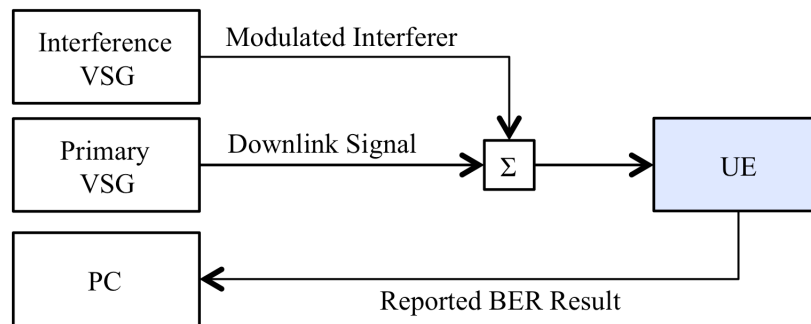 Interference
VSG
Modulated Interferer
Primary
VSG
Downlink Signal
Σ
UE
PC
Reported BER Result